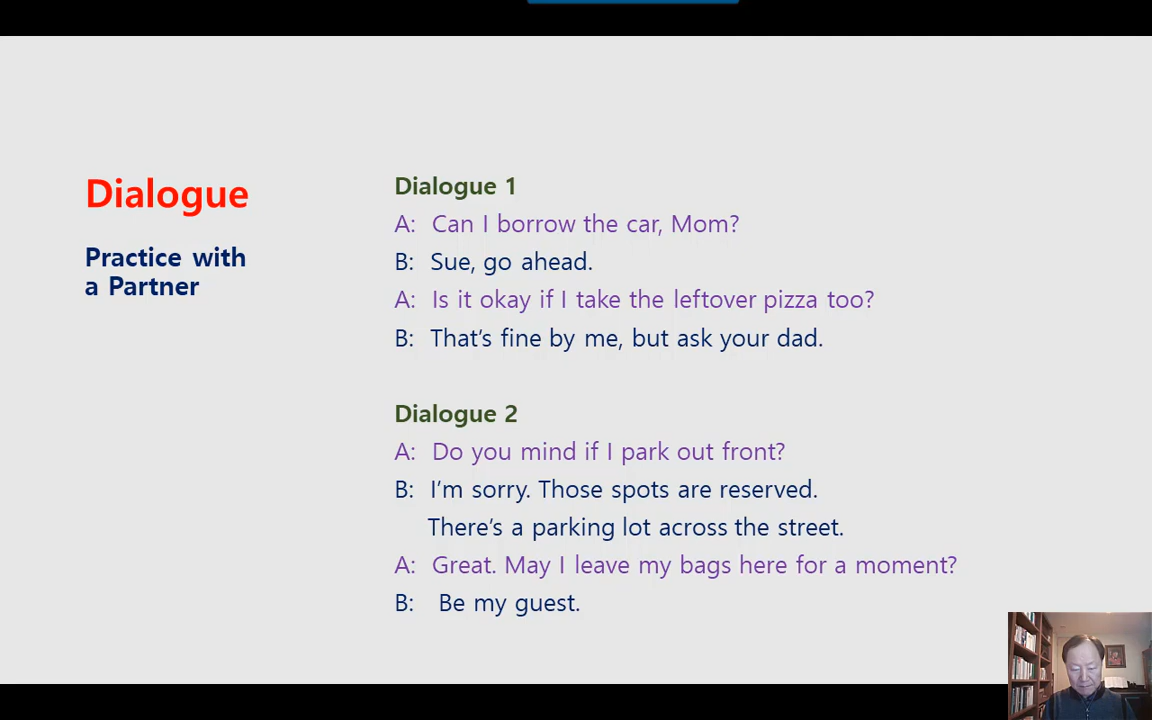 Dialogue
Practice with
a Partner
Dialogue 1
A: Can I borrow the car, Mom?
B: Sue, go ahead.
A: Is it okay if I take the leftover pizza too?
B: That’s fine by me, but ask your dad.
Dialogue 2
A: Do you mind if I park out front?
B: I’m sorry. Those spots are reserved.
There’s a parking lot across the street.
A: Great. May I leave my bags here for a moment?
B: Be my guest.